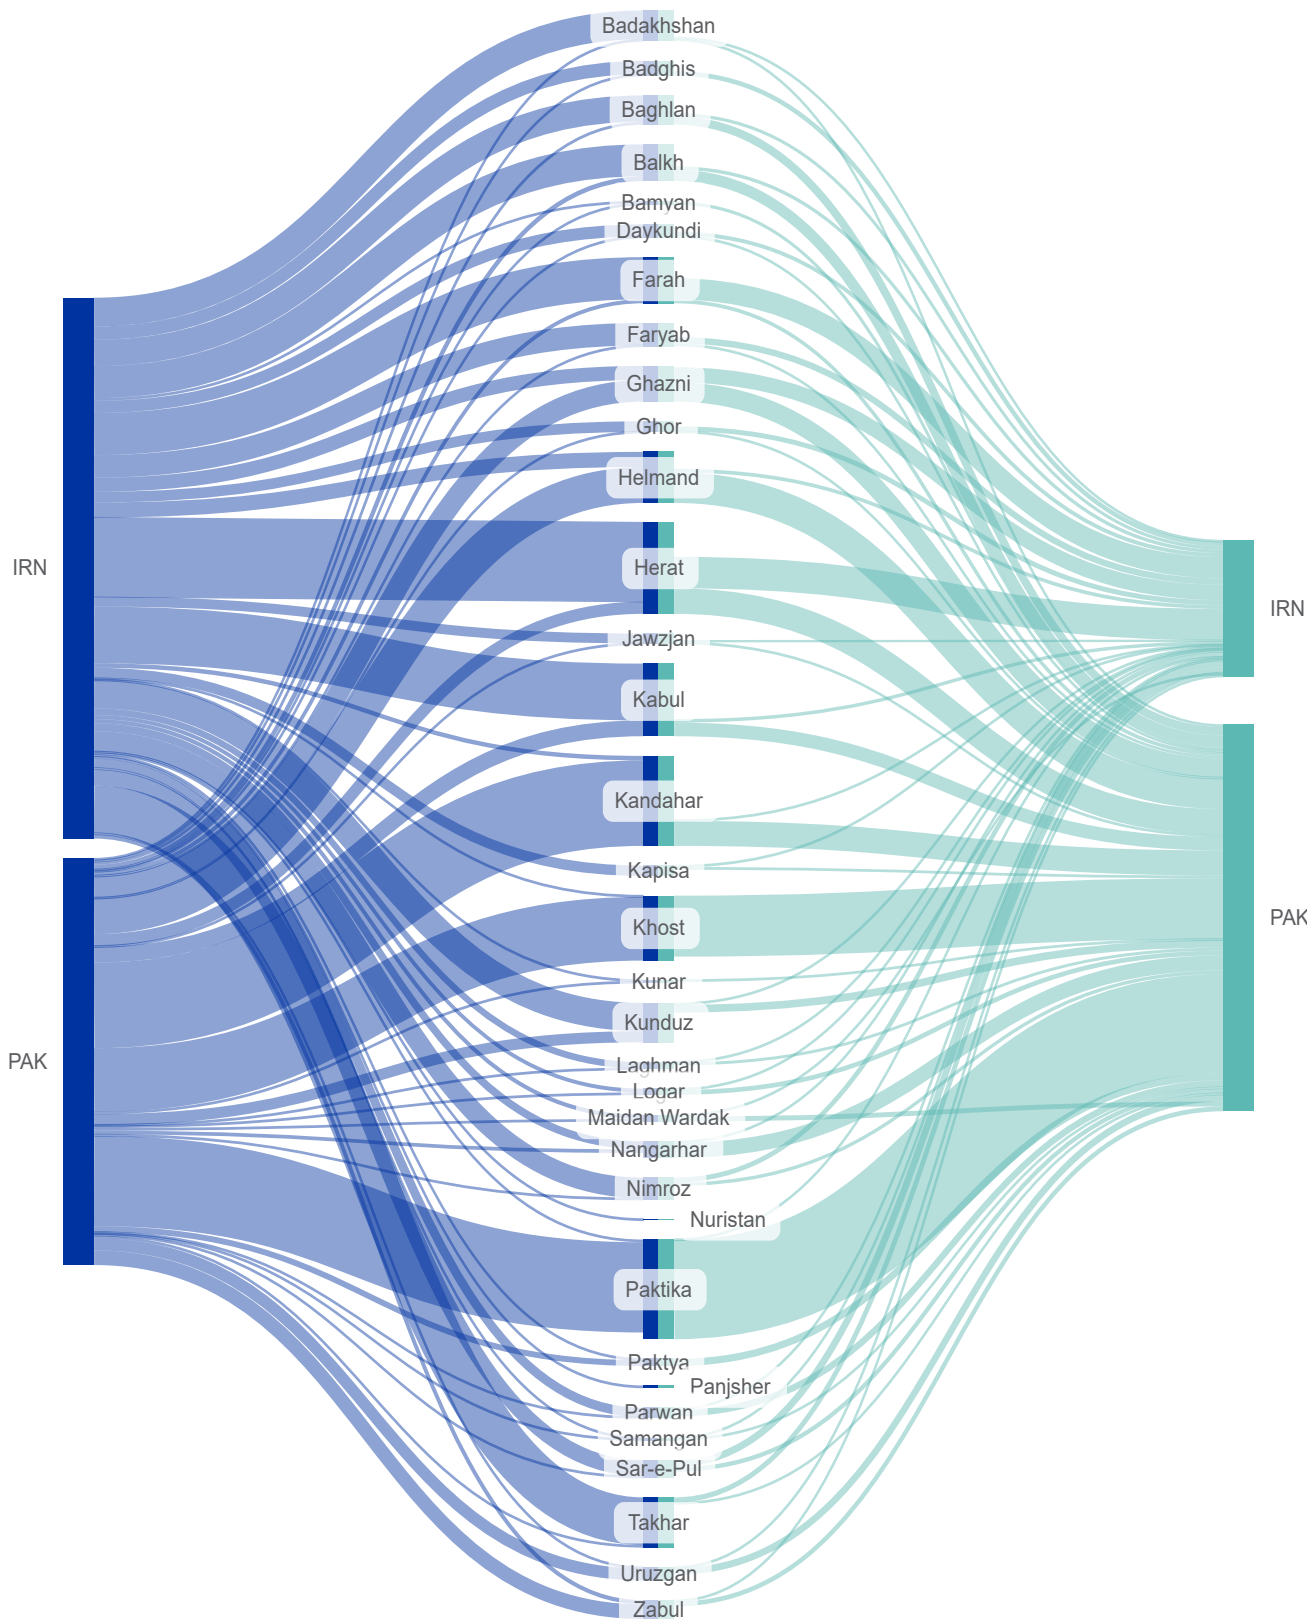 Badakhshan
Badghis
Baghlan
Balkh
Bamyan
Daykundi
Farah
Faryab
Ghazni
Ghor
Helmand
Herat
IRN
IRN
Jawzjan
Kabul
Kandahar
Kapisa
Khost
PAK
Kunar
Kunduz
PAK
Laghman
Logar
Maidan Wardak
Nangarhar
Nimroz
Nuristan
Paktika
Paktya
Panjsher
Parwan
Samangan
Sar-e-Pul
Takhar
Uruzgan
Zabul